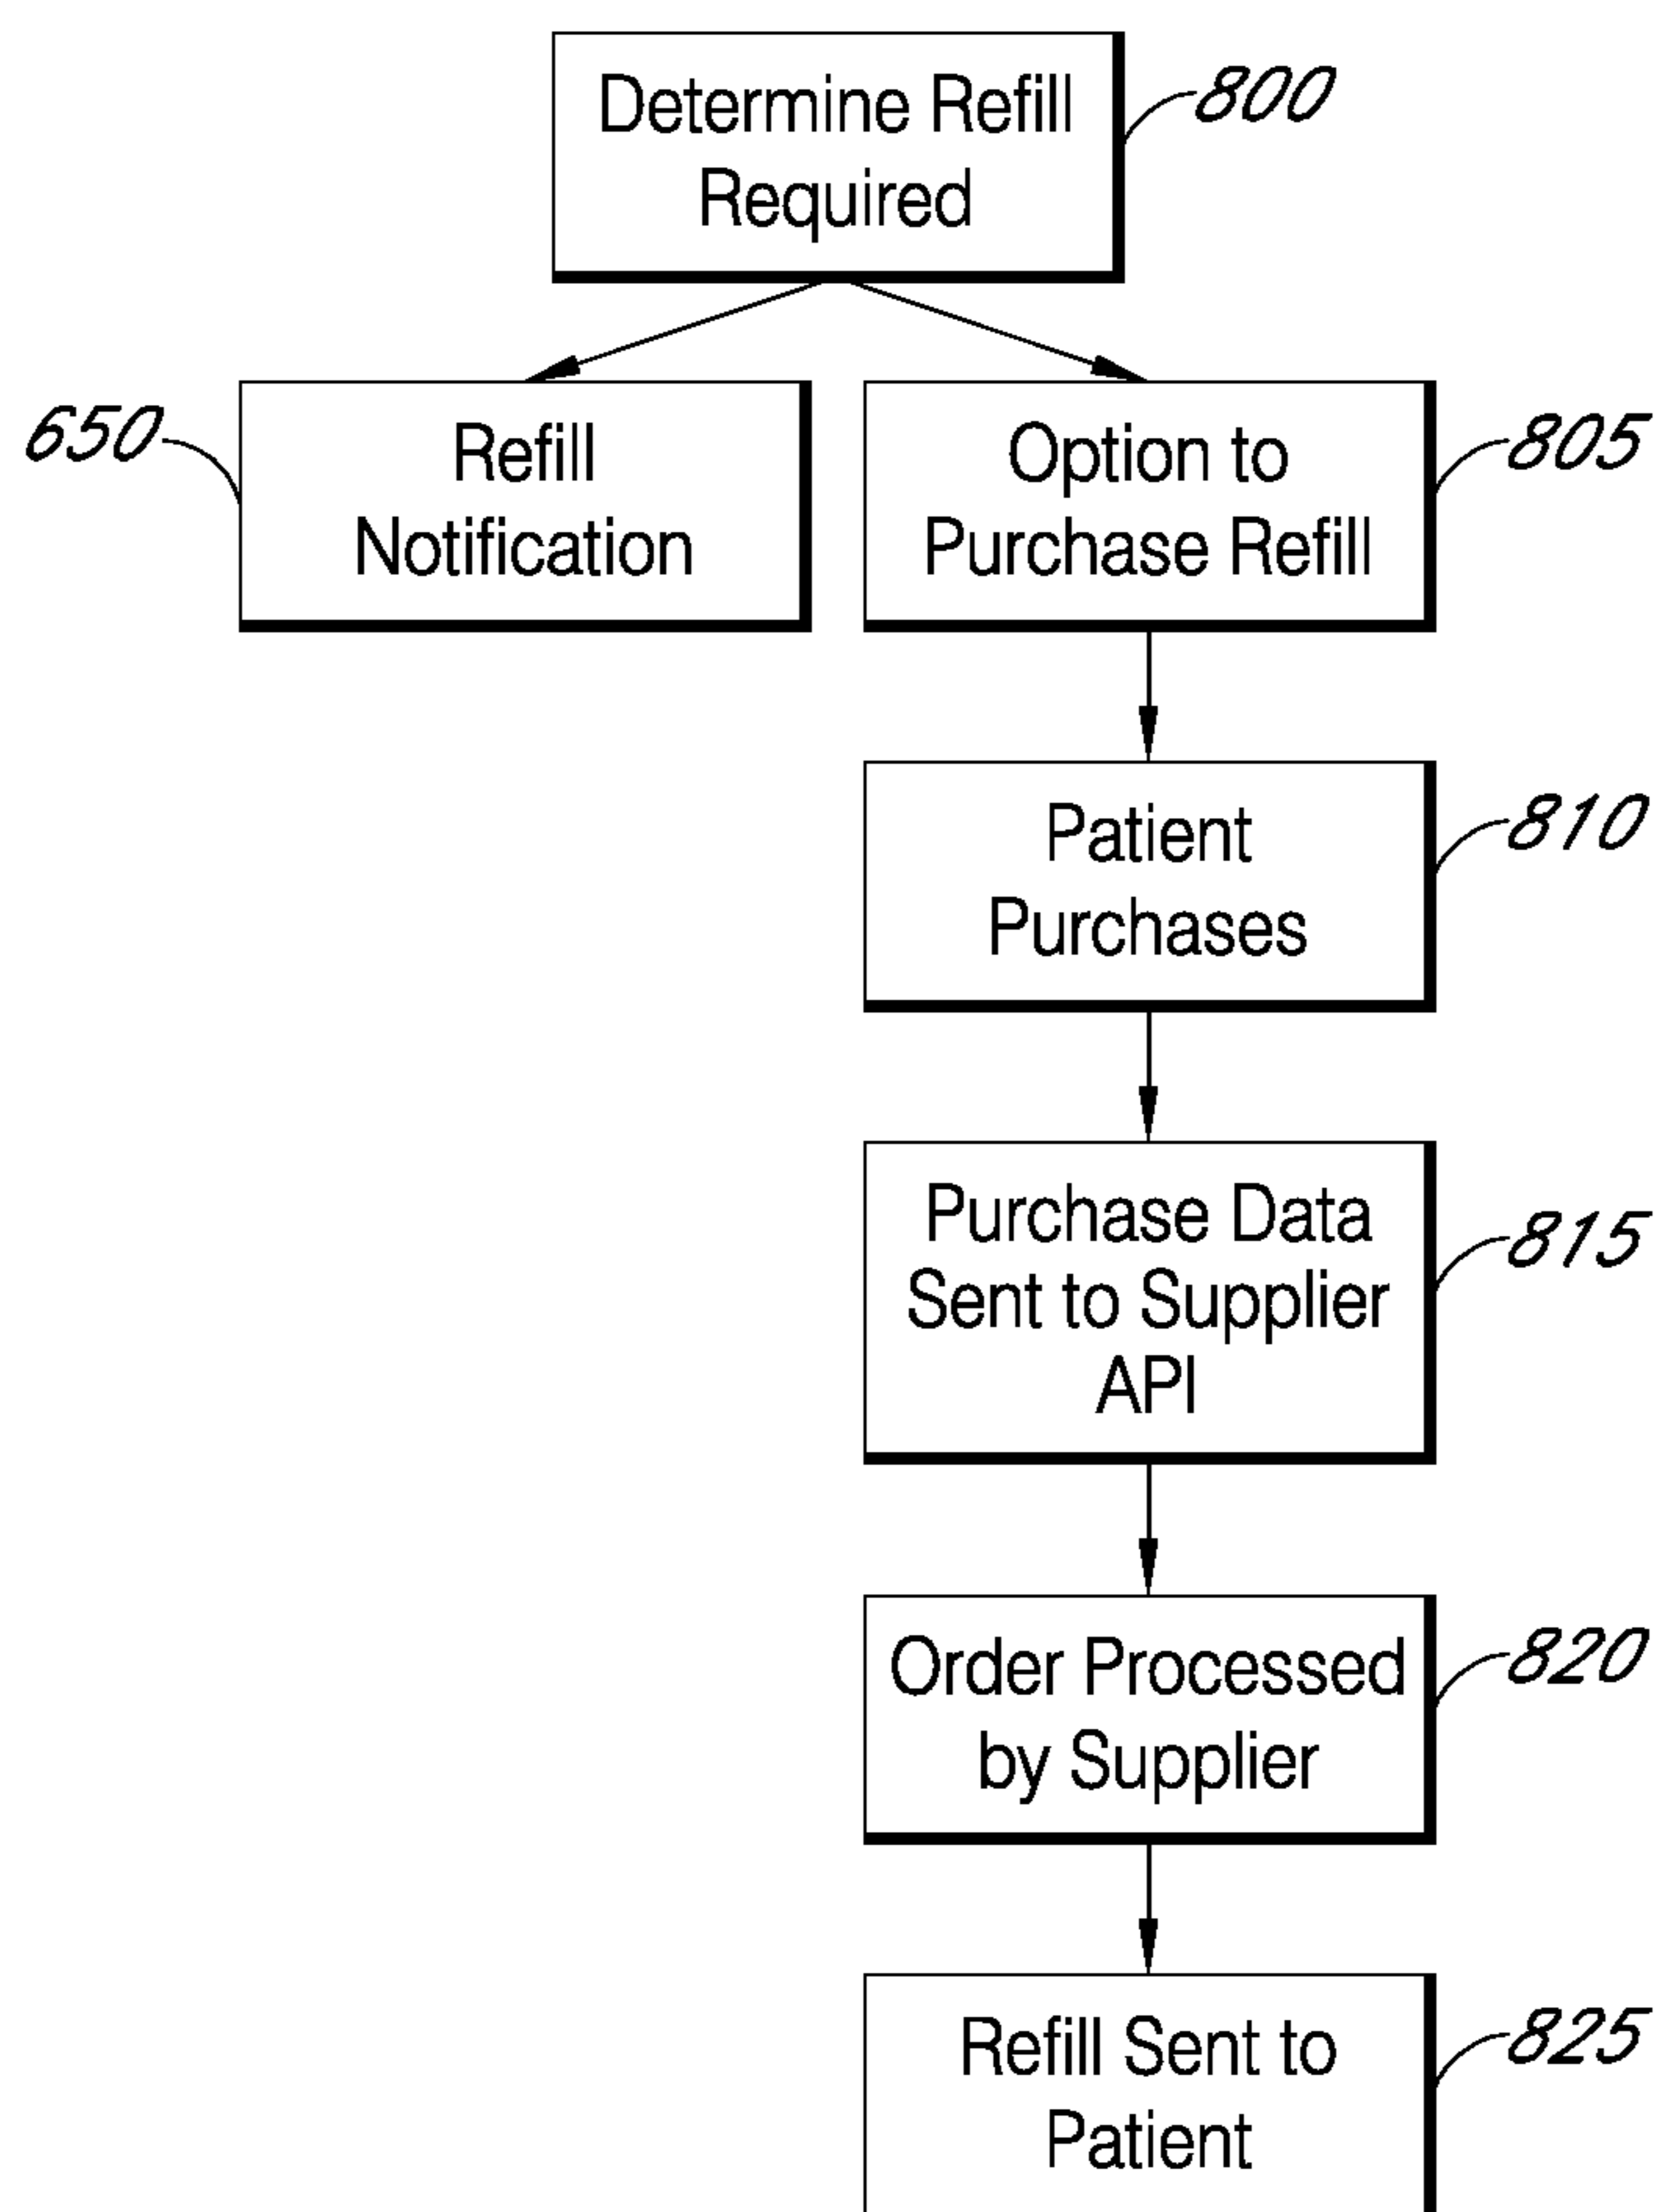 Determine Refill
Required
800
650
Refill
Notification
Option to
Purchase Refill
805
Patient
Purchases
810
Purchase Data
Sent to Supplier
API
815
Order Processed
by Supplier
820
Refill Sent to
Patient
825